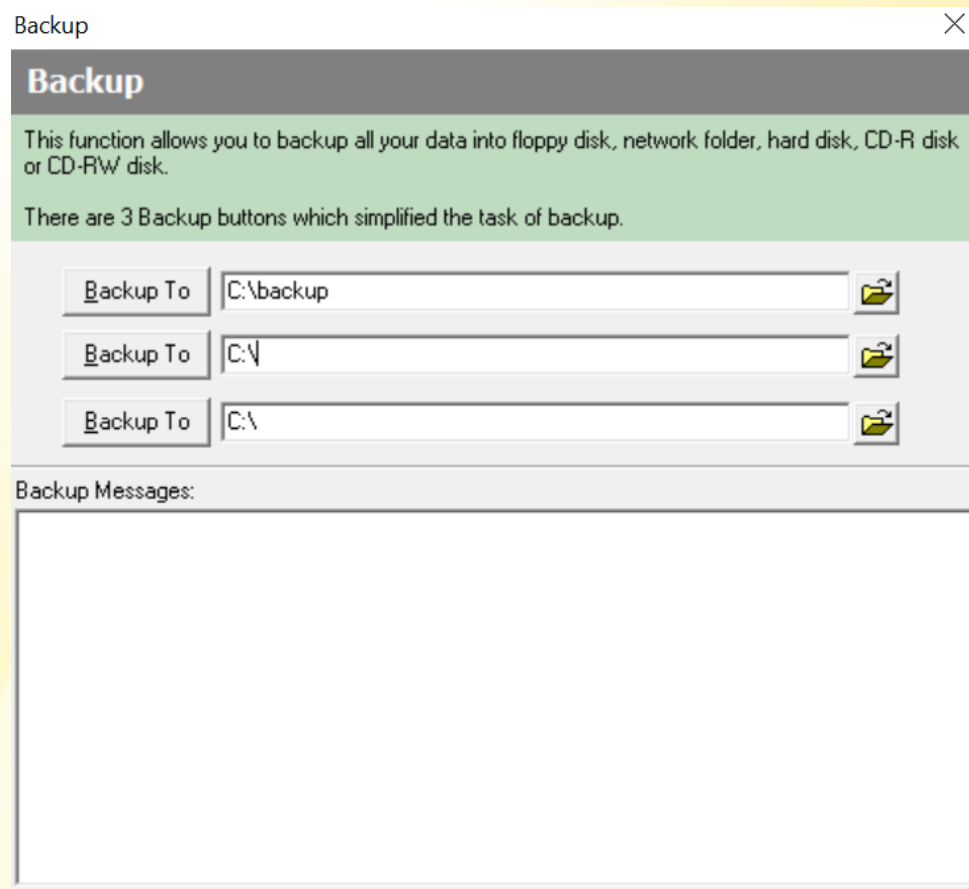 Backup
Backup
This function allows you to backup all your data into floppy disk, network folder, hard disk, CD-R disk
or CD-RW disk.
There are 3 Backup buttons which simplified the task of backup.
Backup To C:\backup
Backup To C:\
Backup To C:\
Backup Messages: